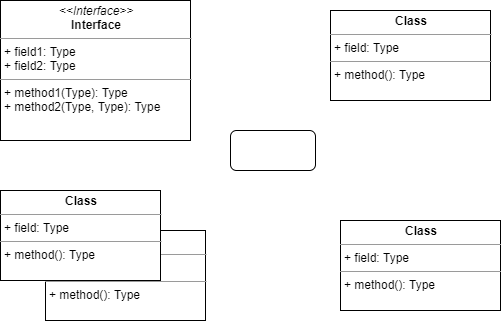 <<Interface>>
Interface
+ field1: Type
+ field2: Type
+ method1(Type): Type
+ method2(Type, Type): Type
Class
+ field: Type
+ method(): Type
Class
+ field: Type
+ method(): Type
+ method(): Type
Class
+ field: Type
+ method(): Type